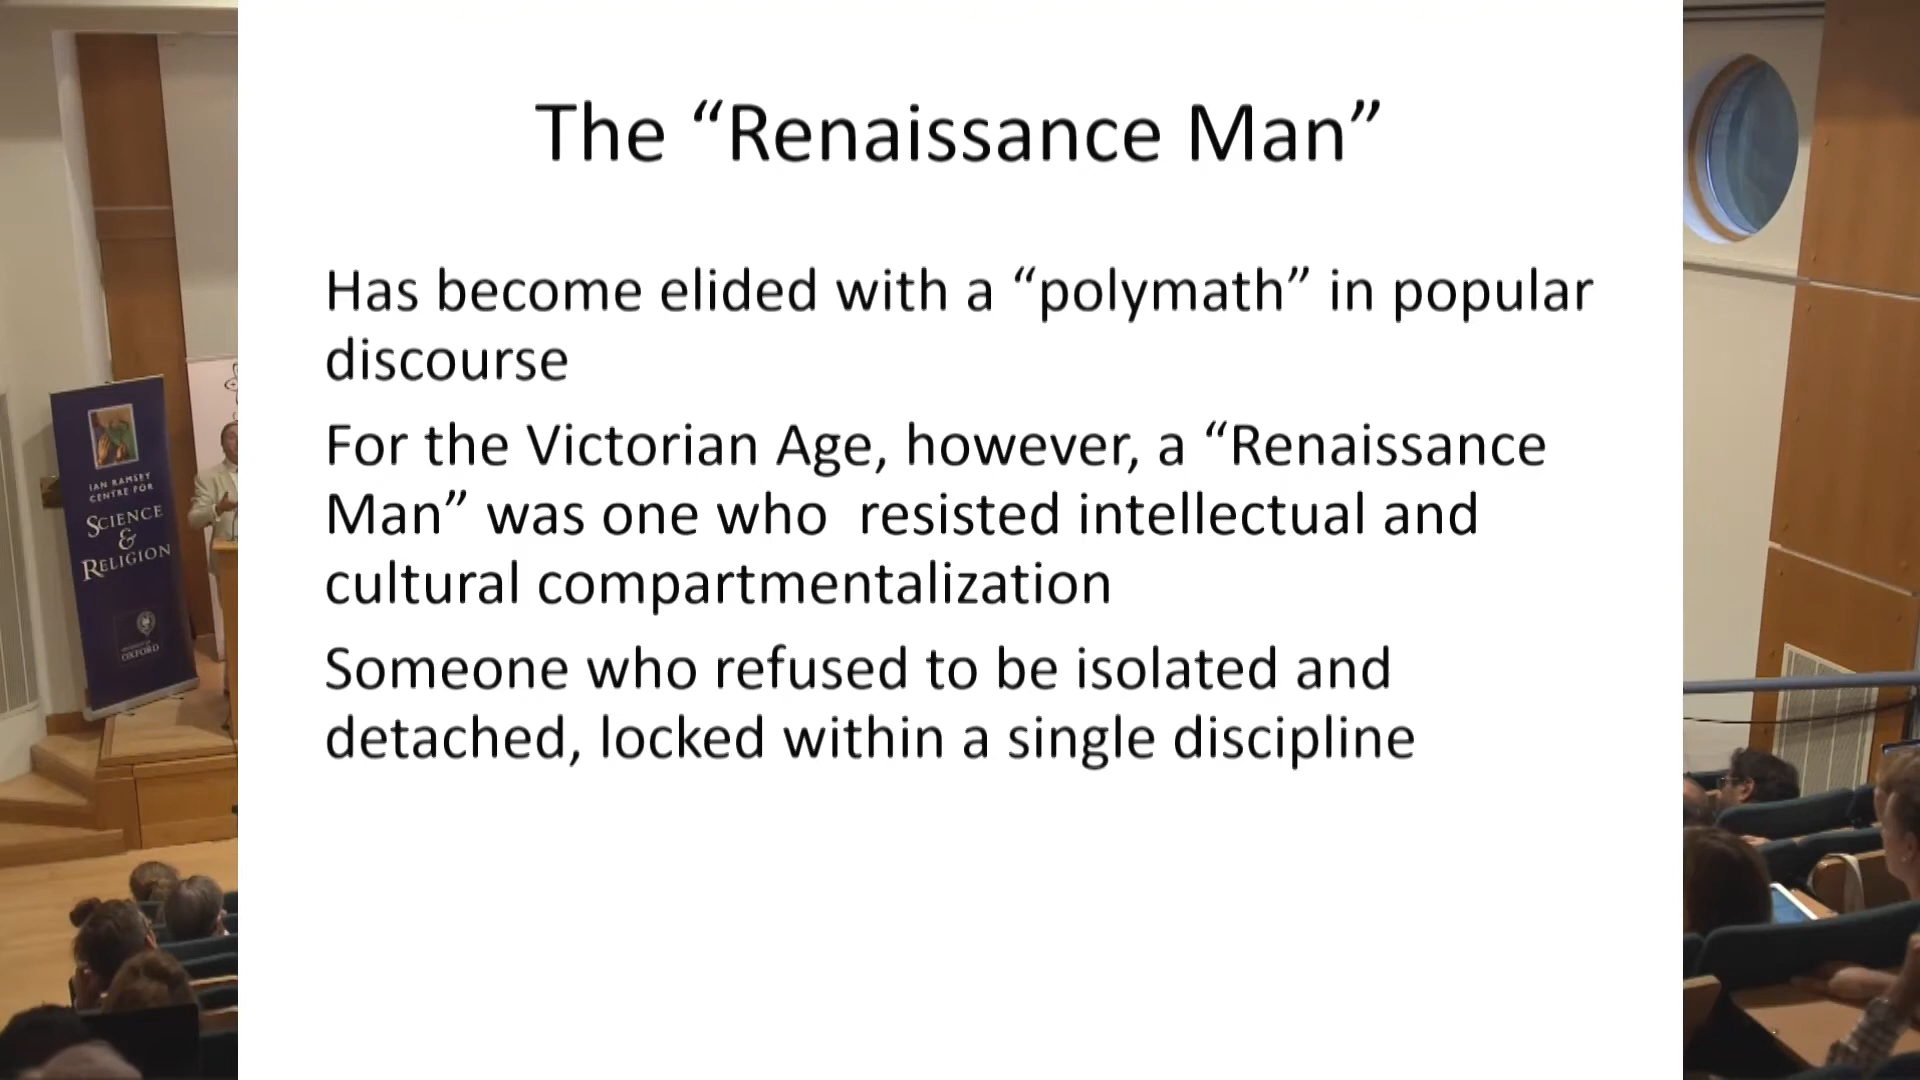 The “Renaissance Man”
Has become elided with a “polymath” in popular
discourse
For the Victorian Age, however, a “Renaissance
Man” was one who  resisted intellectual and
cultural compartmentalization
Someone who refused to be isolated and
detached, locked within a single discipline
IAN RAMSEY
CENTRE FOR
SCIENCE
&
RELIGION
OXFORD